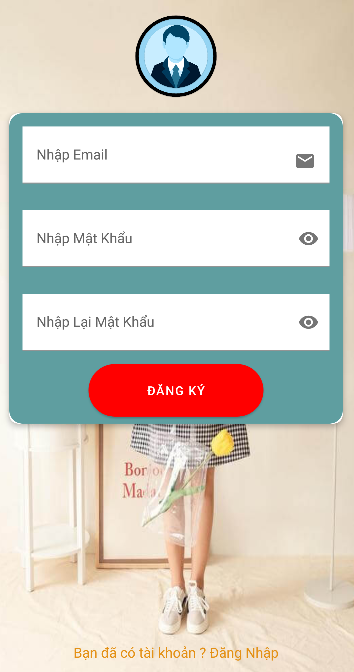 Nhập Email
Nhập Mật Khẩu
Nhập Lại Mật Khẩu
ĐĂNG KÝ
Bạn đã có tài khoản ? Đăng Nhập